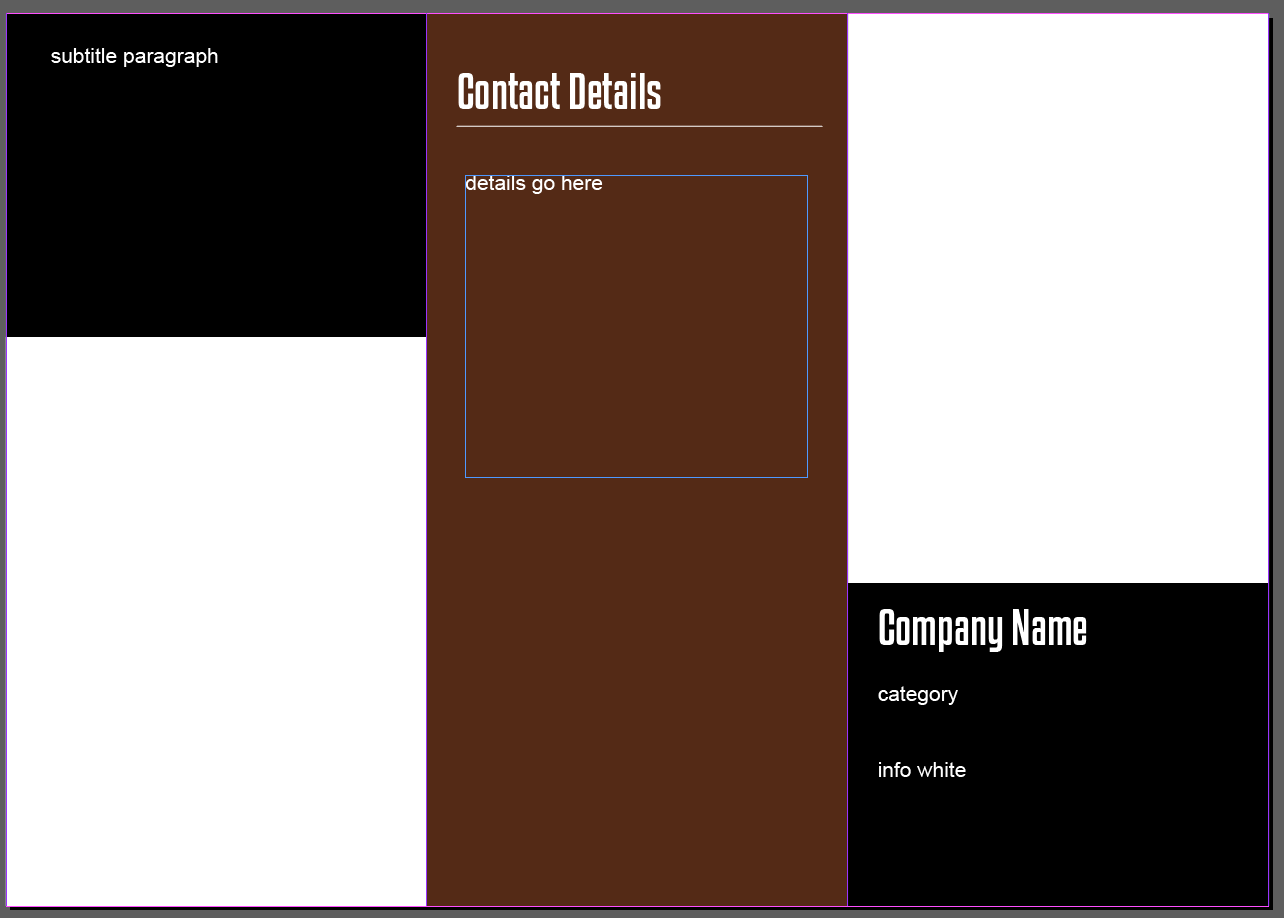 subtitle paragraph
Contact Details
details go here
Company Name
category
info white